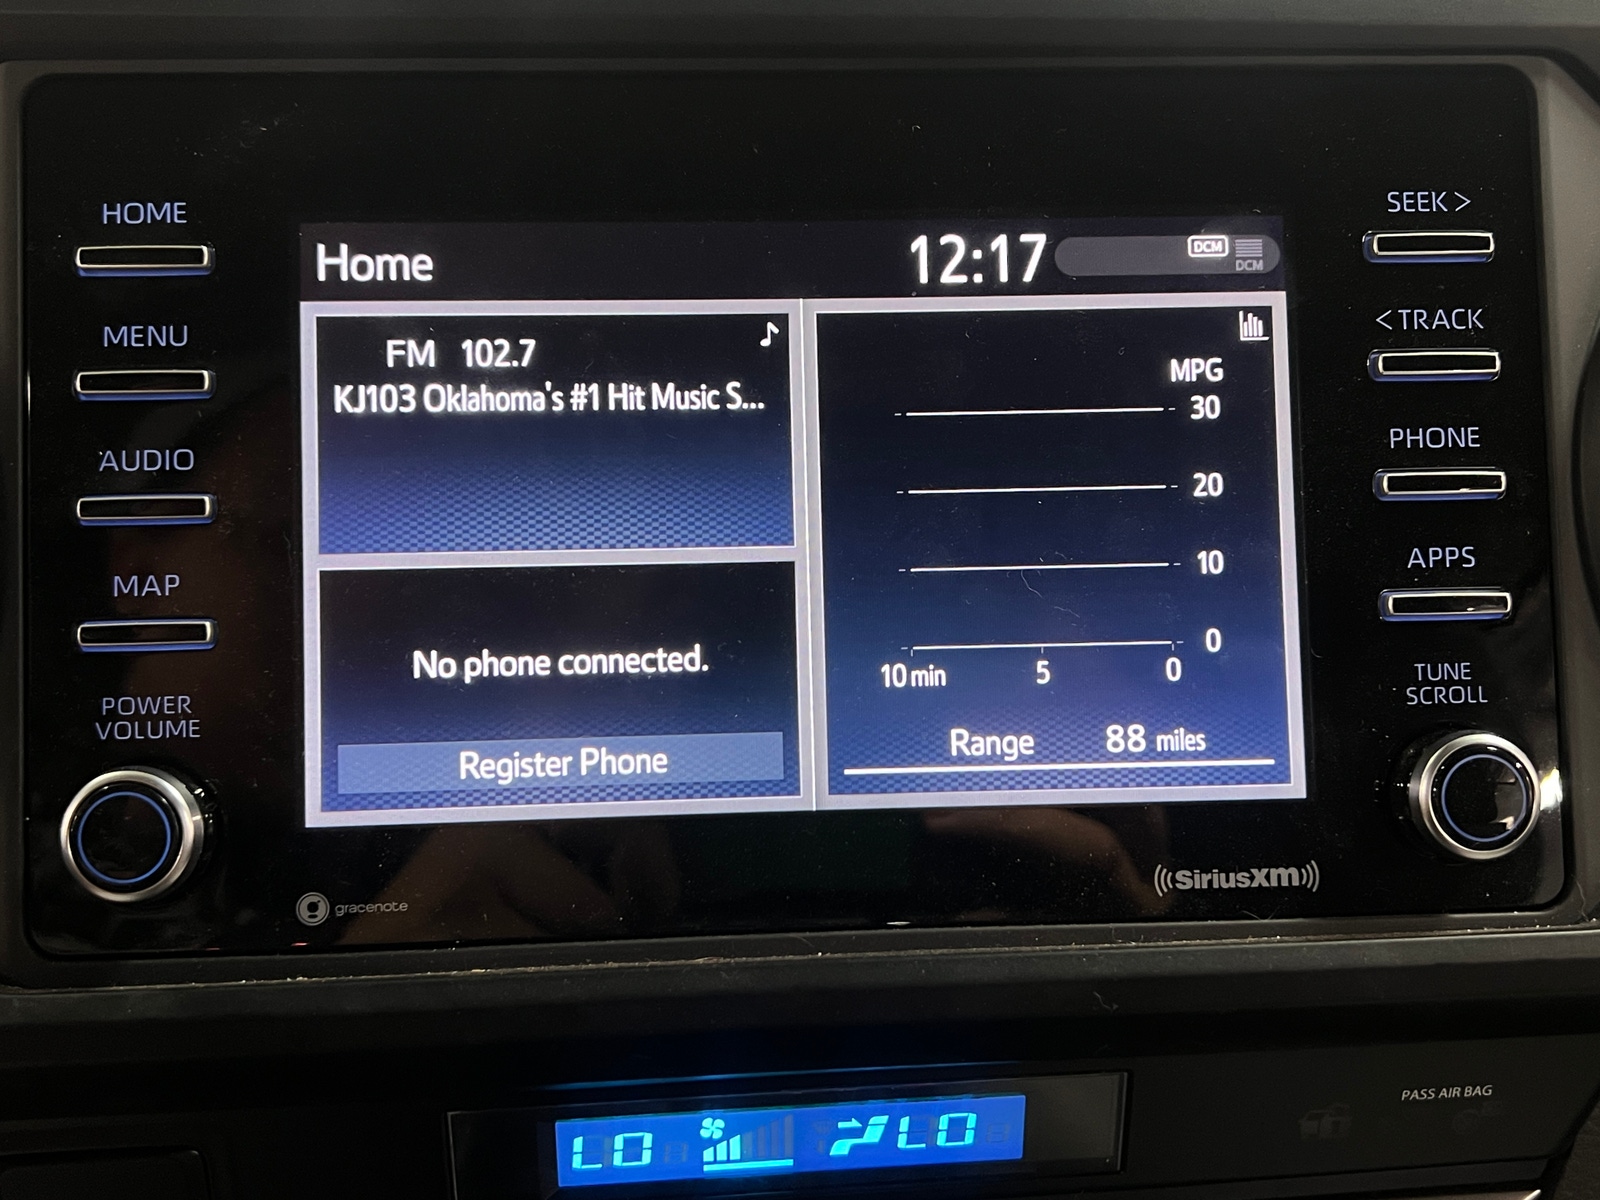 HOME
MENU
AUDIO
MAP
POWER
VOLUME
Home
12:17
DCM
DCM
FM 102.7
KJ103 Oklahoma's #1 Hit Music S...
No phone connected.
Register Phone
MPG
30
20
10
0
10 min 5 0
Range 88 miles
SEEK >
< TRACK
PHONE
APPS
TUNE
SCROLL
gracenote
SiriusXM
PASS AIR BAG
LO LO